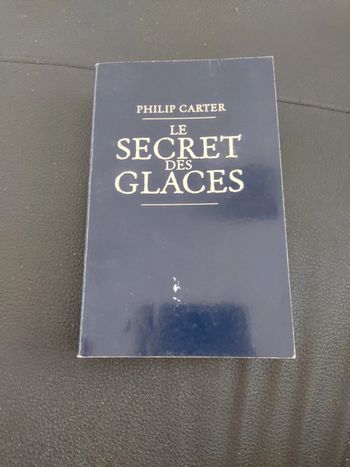 PHILIP CARTER
LE
SECRET
DES
GLACES